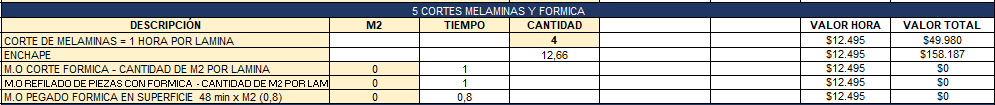 5 CORTES MELAMINAS Y FORMICA
DESCRIPCIÓN M2 TIEMPO CANTIDAD VALOR HORA VALOR TOTAL
CORTE DE MELAMINAS = 1 HORA POR LAMINA 4 $12.495 $49.980
ENCHAPE 12,66 $12.495 $158.187
M.O CORTE FORMICA - CANTIDAD DE M2 POR LAMINA 0 1 $12.495 $0
M.O REFILADO DE PIEZAS CON FORMICA - CANTIDAD DE M2 POR LAM 0 1 $12.495 $0
M.O PEGADO FORMICA EN SUPERFICIE 48 min x M2 (0,8) 0 0,8 $12.495 $0